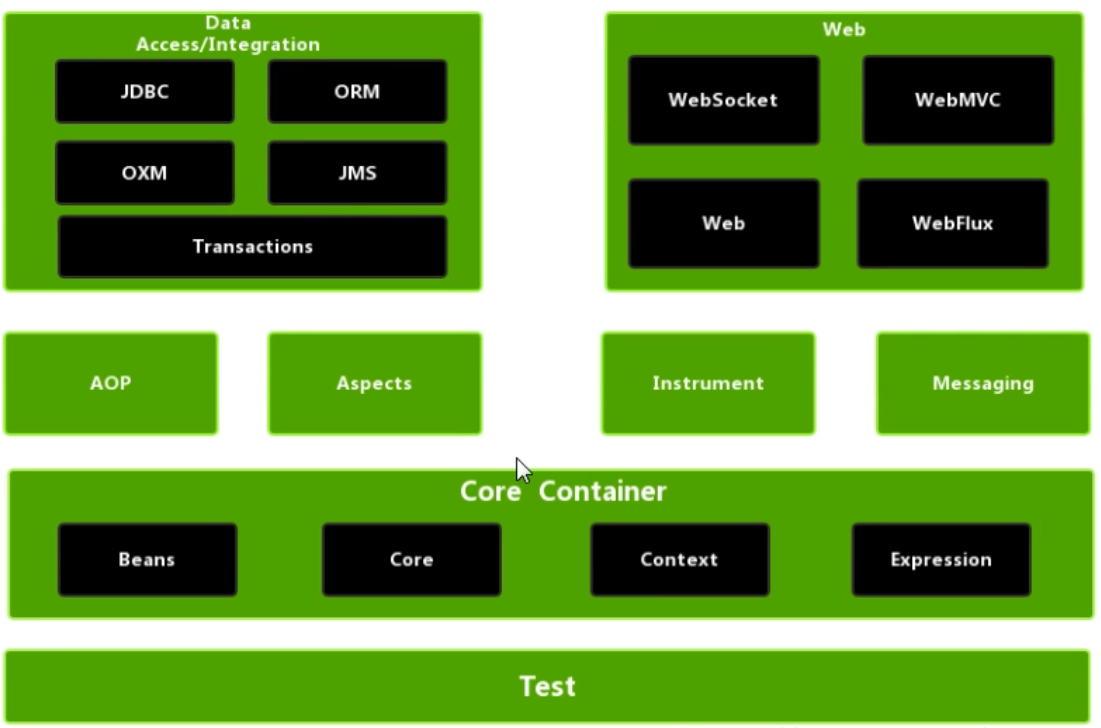 Data
Access/Integration
JDBC
ORM
OXM
JMS
Transactions
Web
WebSocket
WebMVC
Web
WebFlux
AOP
Aspects
Instrument
Messaging
Core Container
Beans
Core
Context
Expression
Test